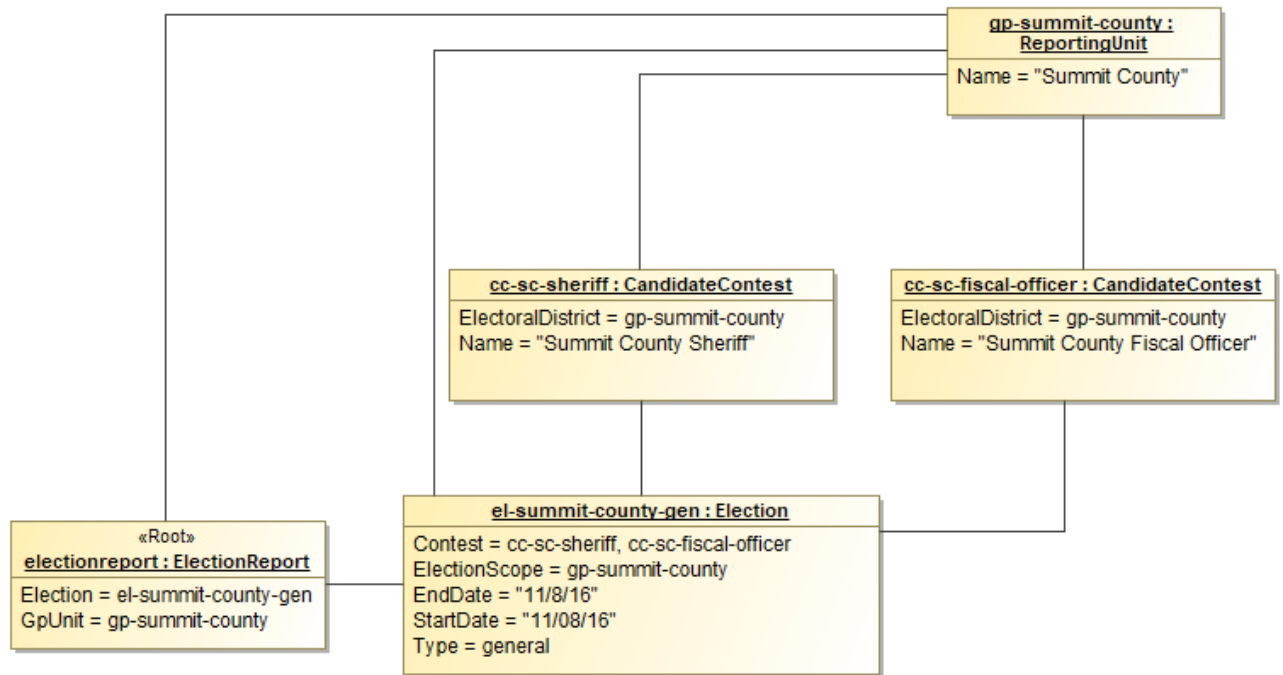 gp-summit-county :
ReportingUnit
Name = "Summit County"
cc-sc-sheriff : CandidateContest
ElectoralDistrict = gp-summit-county
Name = "Summit County Sheriff"
cc-sc-fiscal-officer : CandidateContest
ElectoralDistrict = gp-summit-county
Name = "Summit County Fiscal Officer"
«Root»
electionreport : ElectionReport
Election = el-summit-county-gen
GpUnit = gp-summit-county
el-summit-county-gen : Election
Contest = cc-sc-sheriff, cc-sc-fiscal-officer
ElectionScope = gp-summit-county
EndDate = "11/8/16"
StartDate = "11/08/16"
Type = general